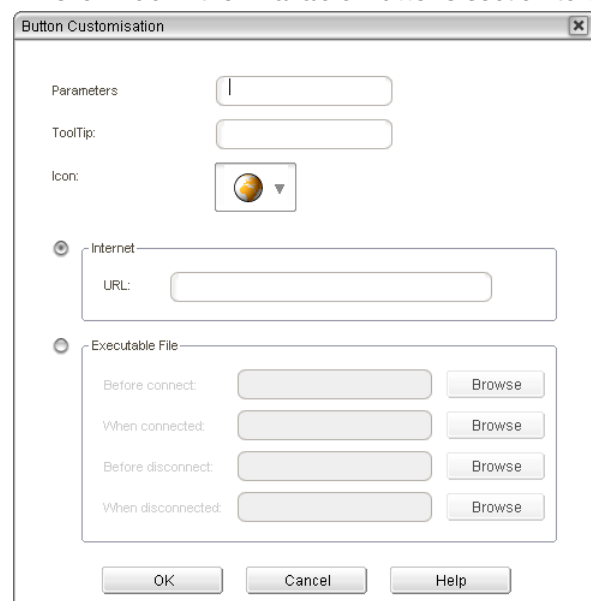 Button Customisation
Parameters
ToolTip:
Icon:
Internet
URL:
Executable File
Before connect:
Browse
When connected:
Browse
Before disconnect:
Browse
When disconnected:
Browse
OK Cancel Help